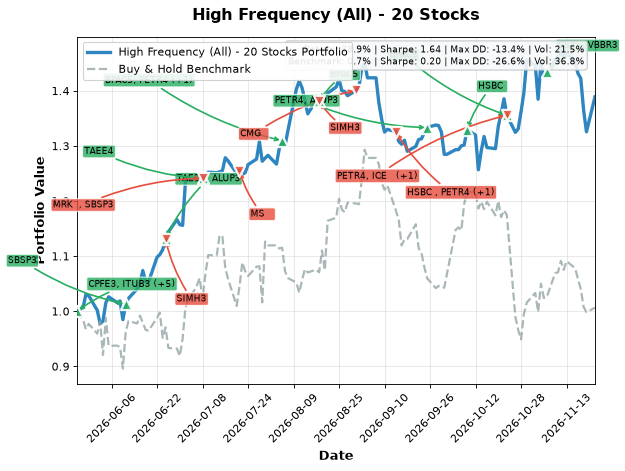 High Frequency (All) - 20 Stocks
High Frequency (All) - 20 Stocks Portfolio
Buy & Hold Benchmark
.9% | Sharpe: 1.64 | Max DD: -13.4% | Vol: 21.5%
.7% | Sharpe: 0.20 | Max DD: -26.6% | Vol: 36.8%
VBBR3
HSBC
PETR4,
CMG
SIMH3
TAEE4
ALUP3
PETR4, ICE (+1)
HSBC , PETR4 (+1)
MRK , SBSP3
MS
SBSP3
CPFE3, ITUB3 (+5)
SIMH3
Portfolio Value
1.4
1.3
1.2
1.1
1.0
0.9
2026-06-06
2026-06-22
2026-07-08
2026-07-24
2026-08-09
2026-08-25
2026-09-10
2026-09-26
2026-10-12
2026-10-28
2026-11-13
Date